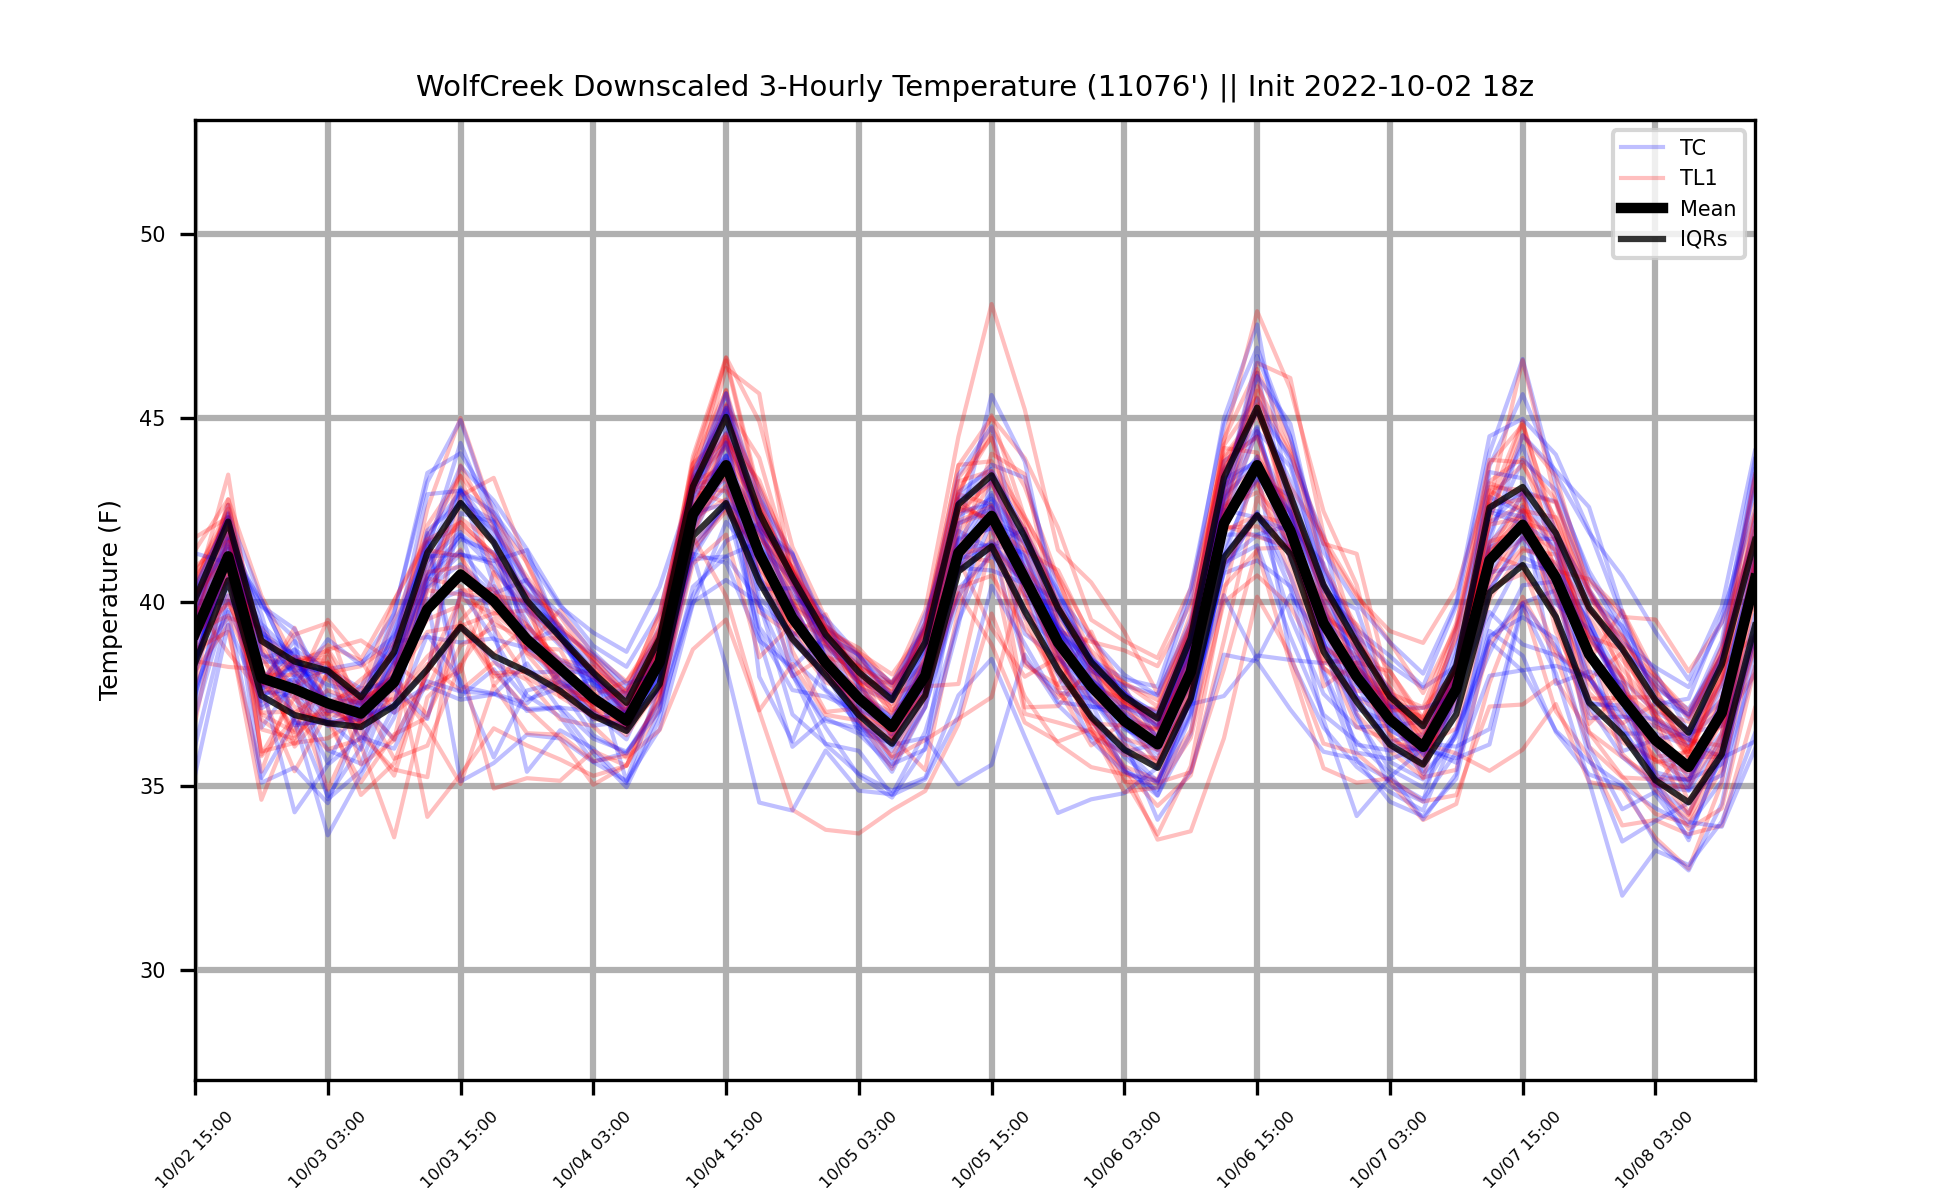 WolfCreek Downscaled 3-Hourly Temperature (11076') || Init 2022-10-02 18z
TC
TL1
Mean
IQRs
Temperature (F)
50
45
40
35
30
10/02 15:00
10/03 03:00
10/03 15:00
10/04 03:00
10/04 15:00
10/05 03:00
10/05 15:00
10/06 03:00
10/06 15:00
10/07 03:00
10/07 15:00
10/08 03:00